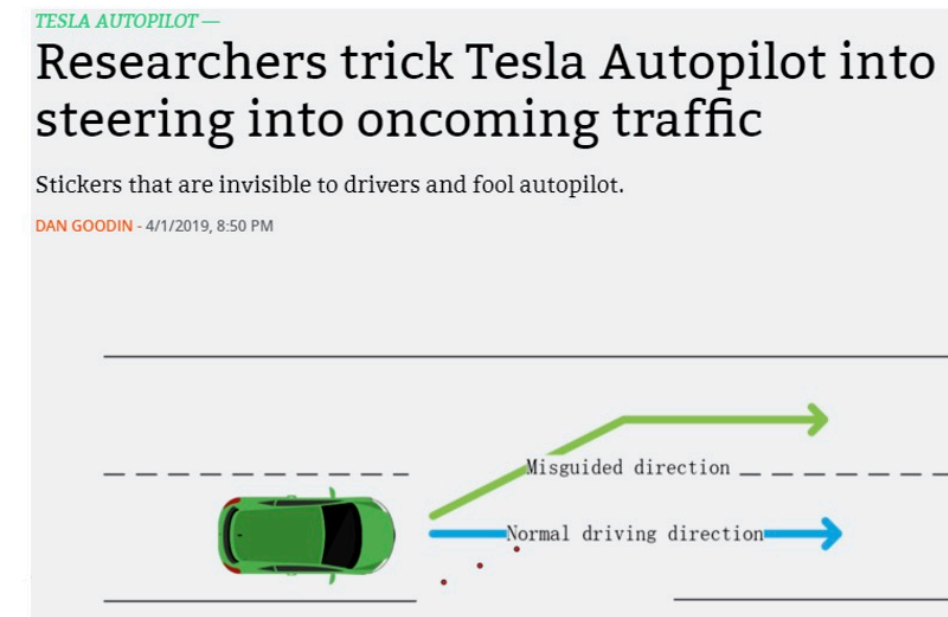 TESLA AUTOPILOT —
Researchers trick Tesla Autopilot into
steering into oncoming traffic
Stickers that are invisible to drivers and fool autopilot.
DAN GOODIN - 4/1/2019, 8:50 PM
Misguided direction
Normal driving direction